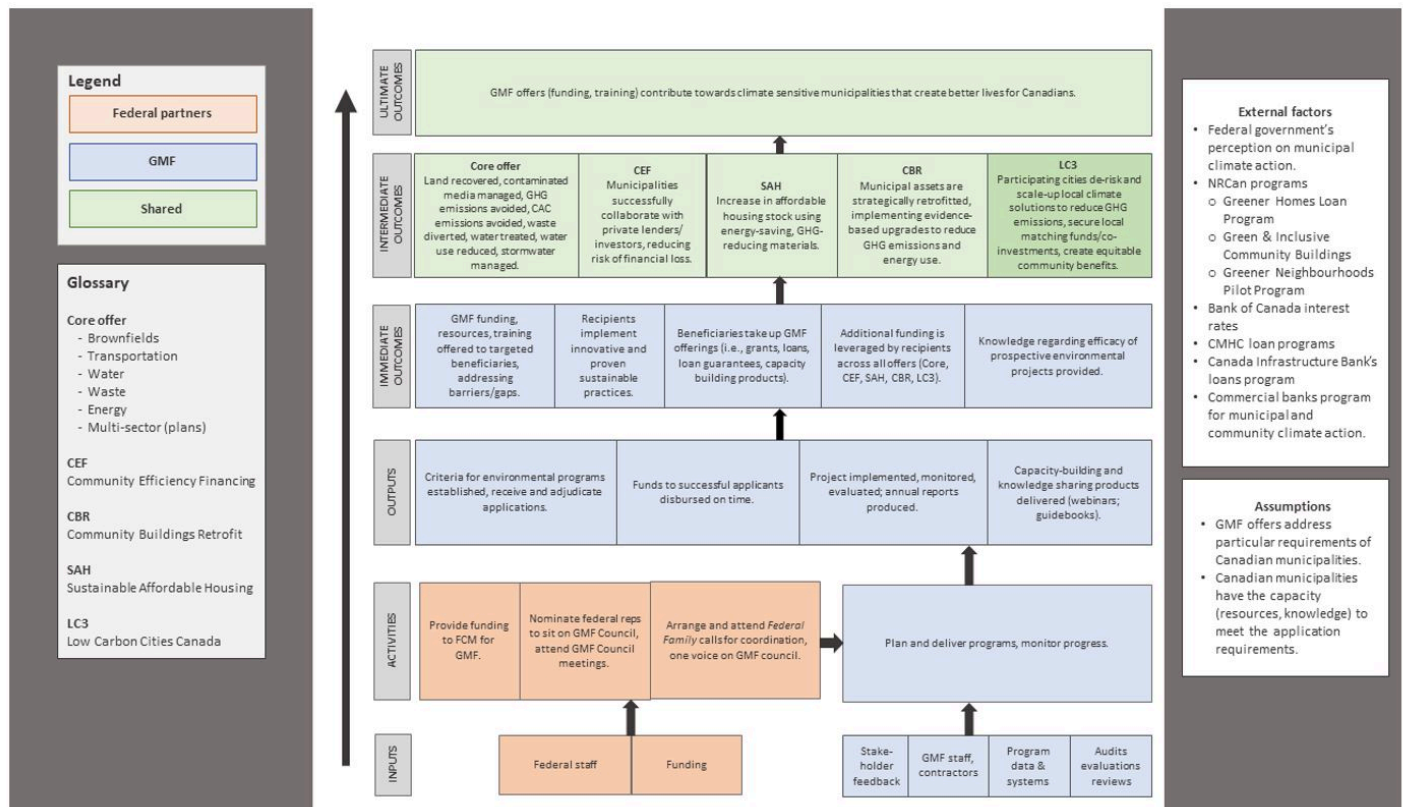 Legend
Federal partners
GMF
Shared
Glossary
Core offer
- Brownfields
- Transportation
- Water
- Waste
- Energy
- Multi-sector (plans)
CEF
Community Efficiency Financing
CBR
Community Buildings Retrofit
SAH
Sustainable Affordable Housing
LC3
Low Carbon Cities Canada
ULTIMATE
OUTCOMES
GMF offers (funding, training) contribute towards climate sensitive municipalities that create better lives for Canadians.
INTERMEDIATE
OUTCOMES
Core offer
Land recovered, contaminated
media managed, GHG
emissions avoided, CAC
emissions avoided, waste
diverted, water treated, water
use reduced, stormwater
managed.
CEF
Municipalities
successfully
collaborate with
private lenders/
investors, reducing
risk of financial loss.
SAH
Increase in affordable
housing stock using
energy-saving, GHG-
reducing materials.
CBR
Municipal assets are
strategically retrofitted,
implementing evidence-
based upgrades to reduce
GHG emissions and
energy use.
LC3
Participating cities de-risk and
scale-up local climate
solutions to reduce GHG
emissions, secure local
matching funds/co-
investments, create equitable
community benefits.
IMMEDIATE
OUTCOMES
GMF funding,
resources, training
offered to targeted
beneficiaries,
addressing
barriers/gaps.
Recipients
implement
innovative and
proven
sustainable
practices.
Beneficiaries take up GMF
offerings (i.e., grants, loans,
loan guarantees, capacity
building products).
Additional funding is
leveraged by recipients
across all offers (Core,
CEF, SAH, CBR, LC3).
Knowledge regarding efficacy of
prospective environmental
projects provided.
OUTPUTS
Criteria for environmental programs
established, receive and adjudicate
applications.
Funds to successful applicants
disbursed on time.
Project implemented, monitored,
evaluated; annual reports
produced.
Capacity-building and
knowledge sharing products
delivered (webinars;
guidebooks).
ACTIVITIES
Provide funding
to FCM for
GMF.
Nominate federal reps
to sit on GMF Council,
attend GMF Council
meetings.
Arrange and attend Federal
Family calls for coordination,
one voice on GMF council.
Plan and deliver programs, monitor progress.
INPUTS
Federal staff
Funding
Stake-
holder
feedback
GMF staff,
contractors
Program
data &
systems
Audits
evaluations
reviews
External factors
• Federal government's
perception on municipal
climate action.
• NRCan programs
o Greener Homes Loan
Program
o Green & Inclusive
Community Buildings
o Greener Neighbourhoods
Pilot Program
• Bank of Canada interest
rates
• CMHC loan programs
• Canada Infrastructure Bank's
loans program
• Commercial banks program
for municipal and
community climate action.
Assumptions
• GMF offers address
particular requirements of
Canadian municipalities.
• Canadian municipalities
have the capacity
(resources, knowledge) to
meet the application
requirements.